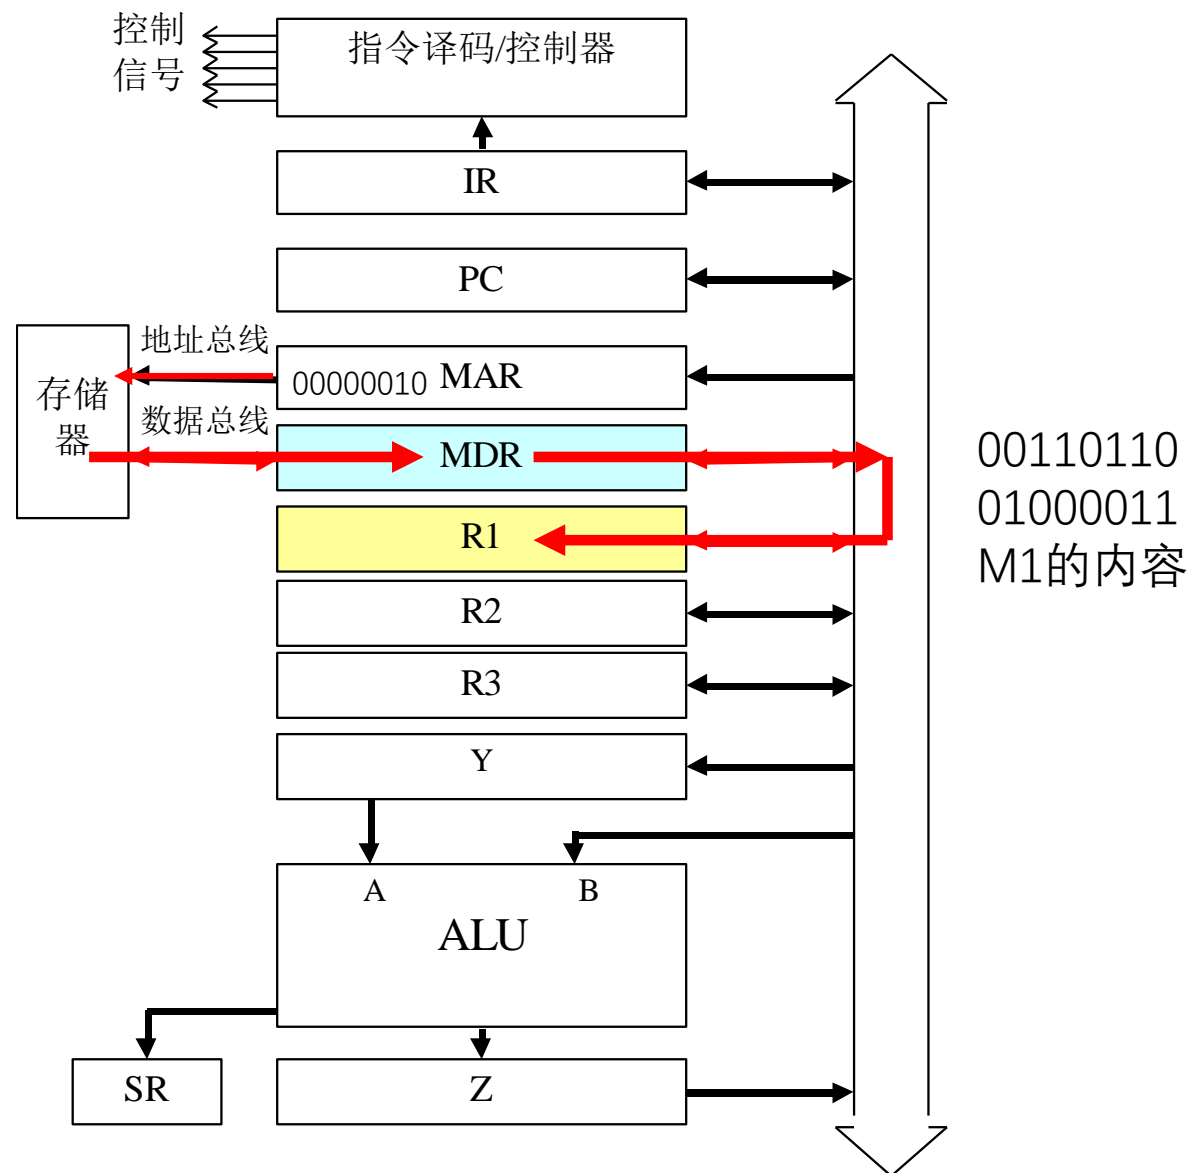 控制
信号
指令译码/控制器
IR
PC
地址总线
00000010 MAR
存储
器
数据总线
MDR
00110110
01000011
M1的内容
R1
R2
R3
Y
A
B
ALU
SR
Z